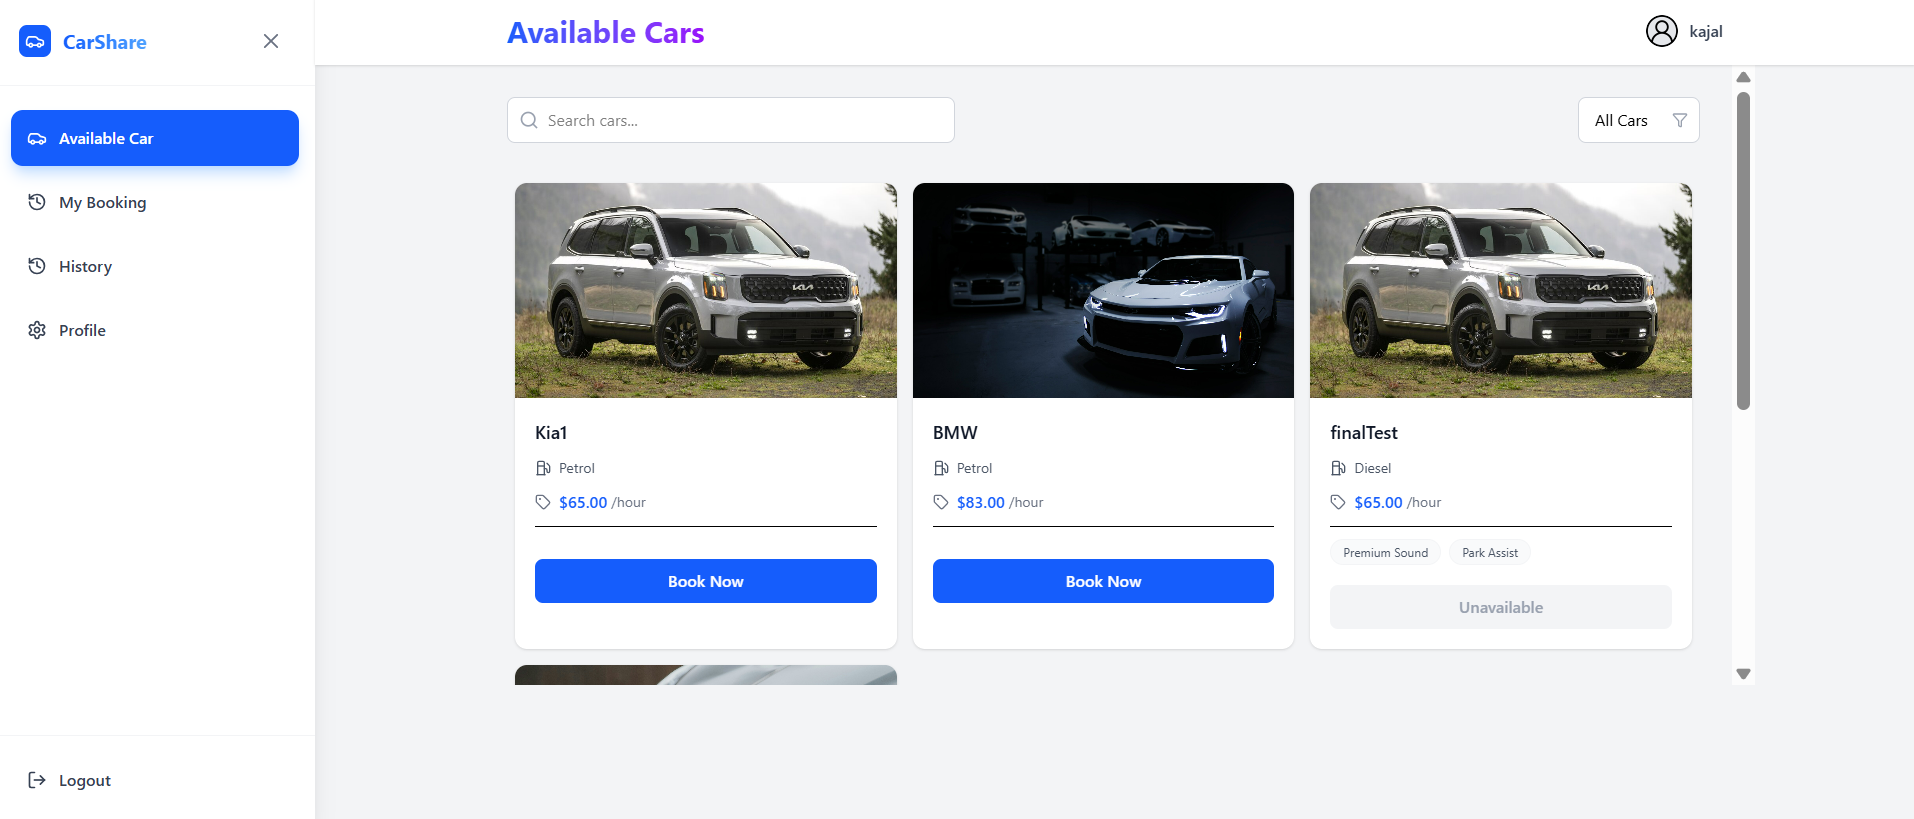 CarShare
Available Car
My Booking
History
Profile
Logout
Available Cars
kajal
Search cars...
All Cars
KIA
Kia1
Petrol
$65.00 /hour
Book Now
BMW
Petrol
$83.00 /hour
Book Now
KIA
finalTest
Diesel
$65.00 /hour
Premium Sound
Park Assist
Unavailable